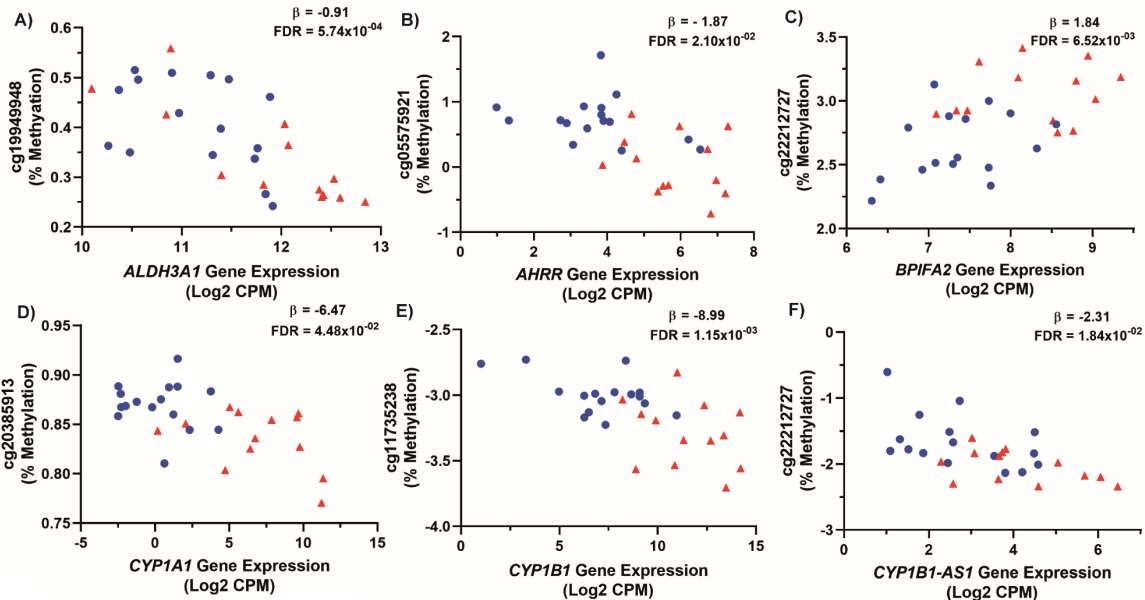 A)
β = -0.91
FDR = 5.74x10-04
0.6
0.5
0.4
0.3
0.2
cg19949948
(% Methylation)
10 11 12 13
ALDH3A1 Gene Expression
(Log2 CPM)
B)
β = - 1.87
FDR = 2.10x10-02
2
1
0
-1
cg05575921
(% Methylation)
0 2 4 6 8
AHRR Gene Expression
(Log2 CPM)
C)
β = 1.84
FDR = 6.52x10-03
3.5
3.0
2.5
2.0
cg22212727
(% Methylation)
6 7 8 9
BPIFA2 Gene Expression
(Log2 CPM)
D)
β = -6.47
FDR = 4.48x10-02
0.95
0.90
0.85
0.80
0.75
cg20385913
(% Methylation)
-5 0 5 10 15
CYP1A1 Gene Expression
(Log2 CPM)
E)
β = -8.99
FDR = 1.15x10-03
-2.5
-3.0
-3.5
-4.0
cg11735238
(% Methylation)
0 5 10 15
CYP1B1 Gene Expression
(Log2 CPM)
F)
β = -2.31
FDR = 1.84x10-02
0
-1
-2
-3
cg22212727
(% Methylation)
0 2 4 6
CYP1B1-AS1 Gene Expression
(Log2 CPM)